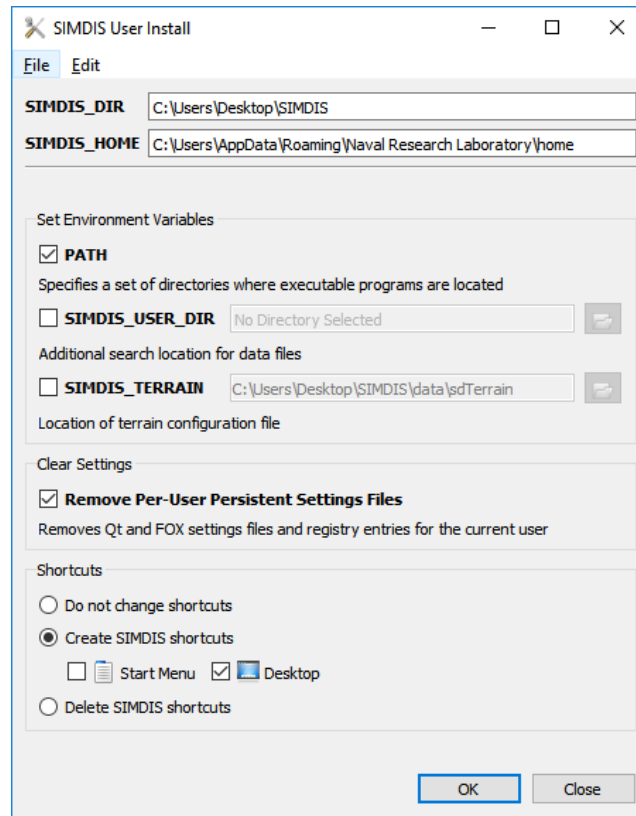 SIMDIS User Install
File Edit
SIMDIS_DIR C:\Users\Desktop\SIMDIS
SIMDIS_HOME C:\Users\AppData\Roaming\Naval Research Laboratory\home
Set Environment Variables
PATH
Specifies a set of directories where executable programs are located
SIMDIS_USER_DIR No Directory Selected
Additional search location for data files
SIMDIS_TERRAIN C:\Users\Desktop\SIMDIS\data\sdTerrain
Location of terrain configuration file
Clear Settings
Remove Per-User Persistent Settings Files
Removes Qt and FOX settings files and registry entries for the current user
Shortcuts
Do not change shortcuts
Create SIMDIS shortcuts
Start Menu Desktop
Delete SIMDIS shortcuts
OK Close